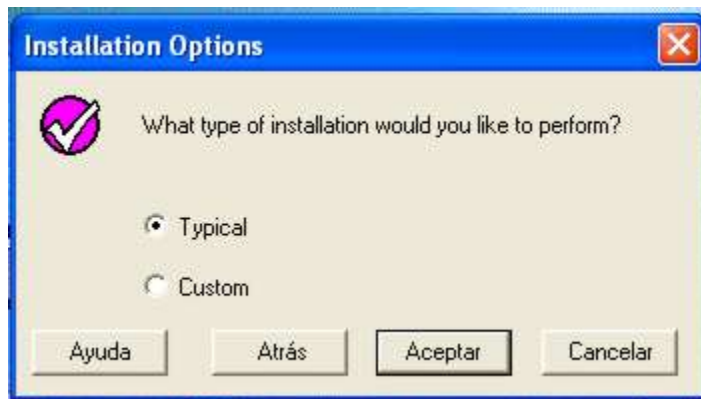 Installation Options
What type of installation would you like to perform?
Typical
Custom
Ayuda Atrás Aceptar Cancelar